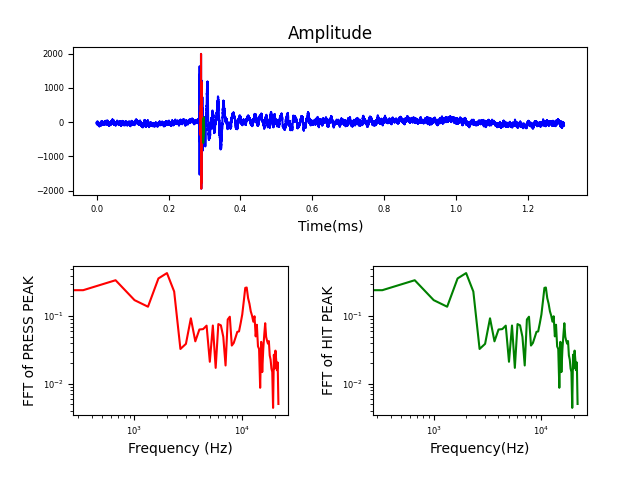 Amplitude
2000
1000
0
−1000
−2000
0.0 0.2 0.4 0.6 0.8 1.0 1.2
Time(ms)
FFT of PRESS PEAK
10⁻¹
10⁻²
10³ 10⁴
Frequency (Hz)
FFT of HIT PEAK
10⁻¹
10⁻²
10³ 10⁴
Frequency(Hz)